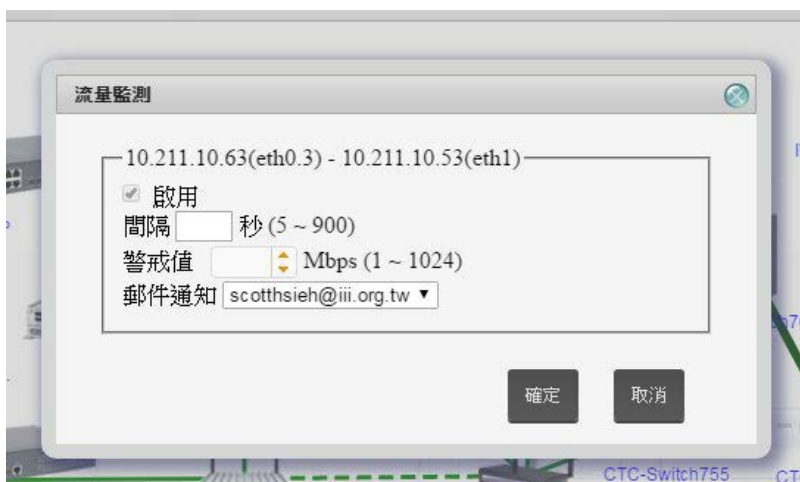 流量監測
10.211.10.63(eth0.3) - 10.211.10.53(eth1)
啟用
間隔 秒 (5 ~ 900)
警戒值 Mbps (1 ~ 1024)
郵件通知 scotthsieh@iii.org.tw
確定 取消
CTC-Switch755